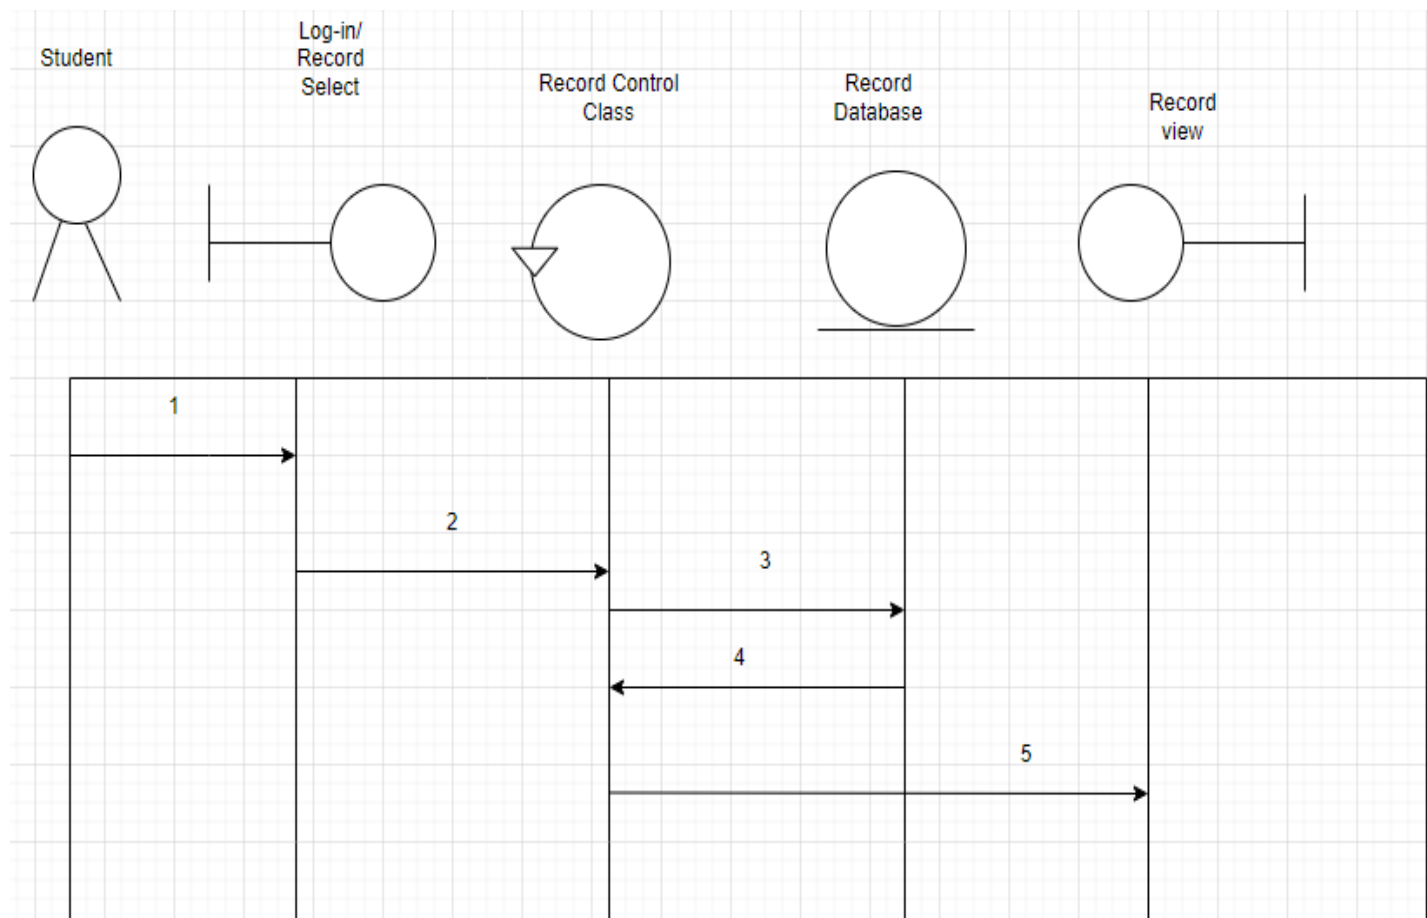 Student
Log-in/
Record
Select
Record Control
Class
Record
Database
Record
view
1
2
3
4
5